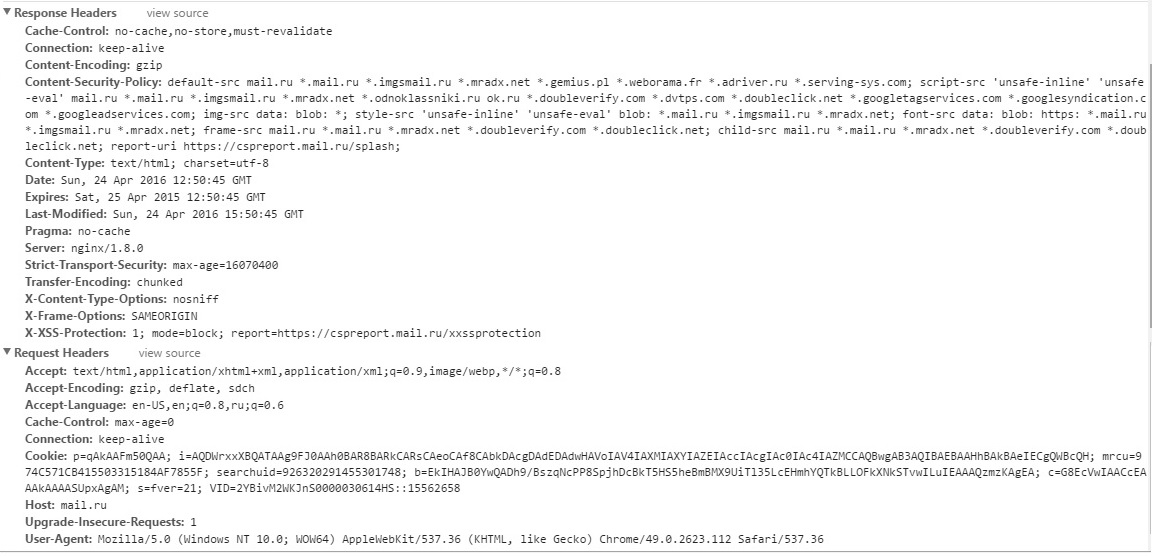 Response Headers view source
Cache-Control: no-cache,no-store,must-revalidate
Connection: keep-alive
Content-Encoding: gzip
Content-Security-Policy: default-src mail.ru *.mail.ru *.imgsmail.ru *.mradx.net *.gemius.pl *.weborama.fr *.adriver.ru *.serving-sys.com; script-src 'unsafe-inline' 'unsafe
-eval' mail.ru *.mail.ru *.imgsmail.ru *.mradx.net *.odnoklassniki.ru ok.ru *.doubleverify.com *.dvtps.com *.doubleclick.net *.googletagservices.com *.googlesyndication.c
om *.googleadservices.com; img-src data: blob: *; style-src 'unsafe-inline' 'unsafe-eval' blob: *.mail.ru *.imgsmail.ru *.mradx.net; font-src data: blob: https: *.mail.ru
*.imgsmail.ru *.mradx.net; frame-src mail.ru *.mail.ru *.mradx.net *.doubleverify.com *.doubleclick.net; child-src mail.ru *.mail.ru *.mradx.net *.doubleverify.com *.doub
leclick.net; report-uri https://cspreport.mail.ru/splash;
Content-Type: text/html; charset=utf-8
Date: Sun, 24 Apr 2016 12:50:45 GMT
Expires: Sat, 25 Apr 2015 12:50:45 GMT
Last-Modified: Sun, 24 Apr 2016 15:50:45 GMT
Pragma: no-cache
Server: nginx/1.8.0
Strict-Transport-Security: max-age=16070400
Transfer-Encoding: chunked
X-Content-Type-Options: nosniff
X-Frame-Options: SAMEORIGIN
X-XSS-Protection: 1; mode=block; report=https://cspreport.mail.ru/xxssprotection
Request Headers view source
Accept: text/html,application/xhtml+xml,application/xml;q=0.9,image/webp,*/*;q=0.8
Accept-Encoding: gzip, deflate, sdch
Accept-Language: en-US,en;q=0.8,ru;q=0.6
Cache-Control: max-age=0
Connection: keep-alive
Cookie: p=qAkAAFm50QAA; i=AQDWrxxXBQATAAg9FJ0AAh0BAR8BARkCARsCAeoCAf8CAbkDAcgDAdEDAdwHAVoIAV4IAXMIAXYIAZEIAccIAcgIAc0IAc4IAZMCCAQBwgAB3AQIBAEBAAHhBAkBAeIECgQWBcQH; mrcu=9
74C571CB415503315184AF7855F; searchuid=926320291455301748; b=EkIHAJB0YwQADh9/BszqNcPP8SpjhDcBkT5HS5heBmBMX9UiTl35LcEHmhYQTkBLLOFkXNkSTvwILuIEAAAQzmzKAgEA; c=G8EcVwIAACcEA
AAkAAAASUpxAgAM; s=fver=21; VID=2YBivM2WKJnS0000030614HS::15562658
Host: mail.ru
Upgrade-Insecure-Requests: 1
User-Agent: Mozilla/5.0 (Windows NT 10.0; WOW64) AppleWebKit/537.36 (KHTML, like Gecko) Chrome/49.0.2623.112 Safari/537.36